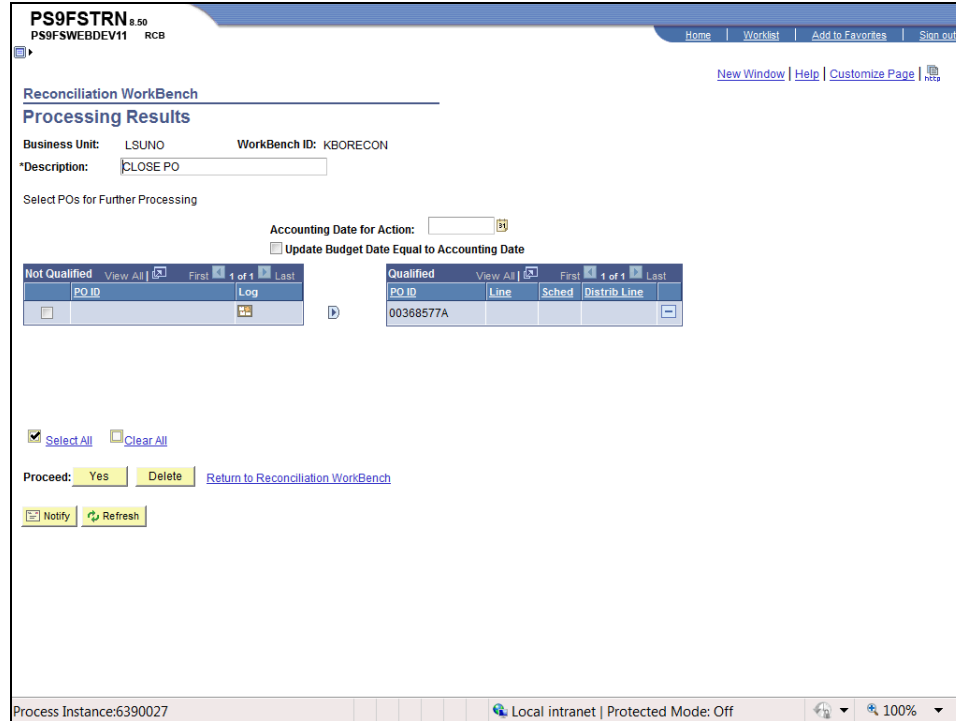 PS9FSTRN 8.50
PS9FSWEBDEV11 RCB
Home Worklist Add to Favorites Sign out
New Window | Help | Customize Page | http
Reconciliation WorkBench
Processing Results
Business Unit: LSUNO WorkBench ID: KBORECON
*Description: CLOSE PO
Select POs for Further Processing
Accounting Date for Action: 31
Update Budget Date Equal to Accounting Date
Not Qualified View All | First 1 of 1 Last Qualified View All | First 1 of 1 Last
PO ID Log PO ID Line Sched Distrib Line
00368577A
Select All Clear All
Proceed: Yes Delete Return to Reconciliation WorkBench
Notify Refresh
Process Instance:6390027 Local intranet | Protected Mode: Off 100%